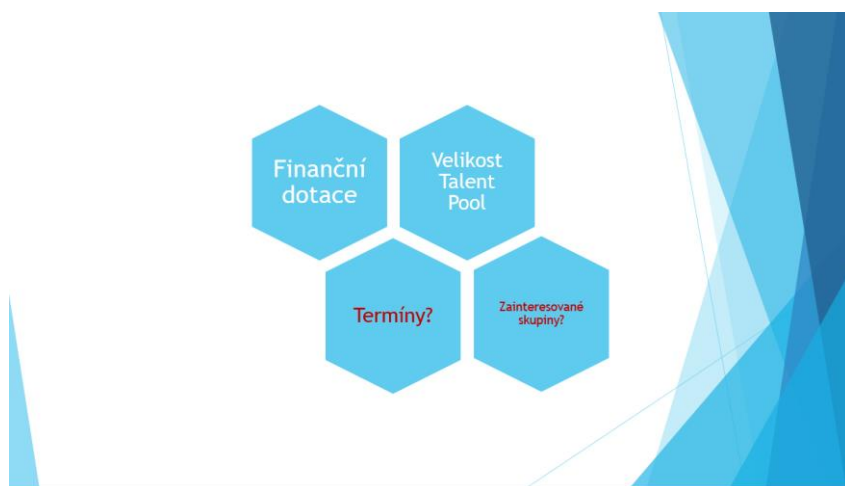 Finanční
dotace
Velikost
Talent
Pool
Termíny?
Zainteresované
skupiny?